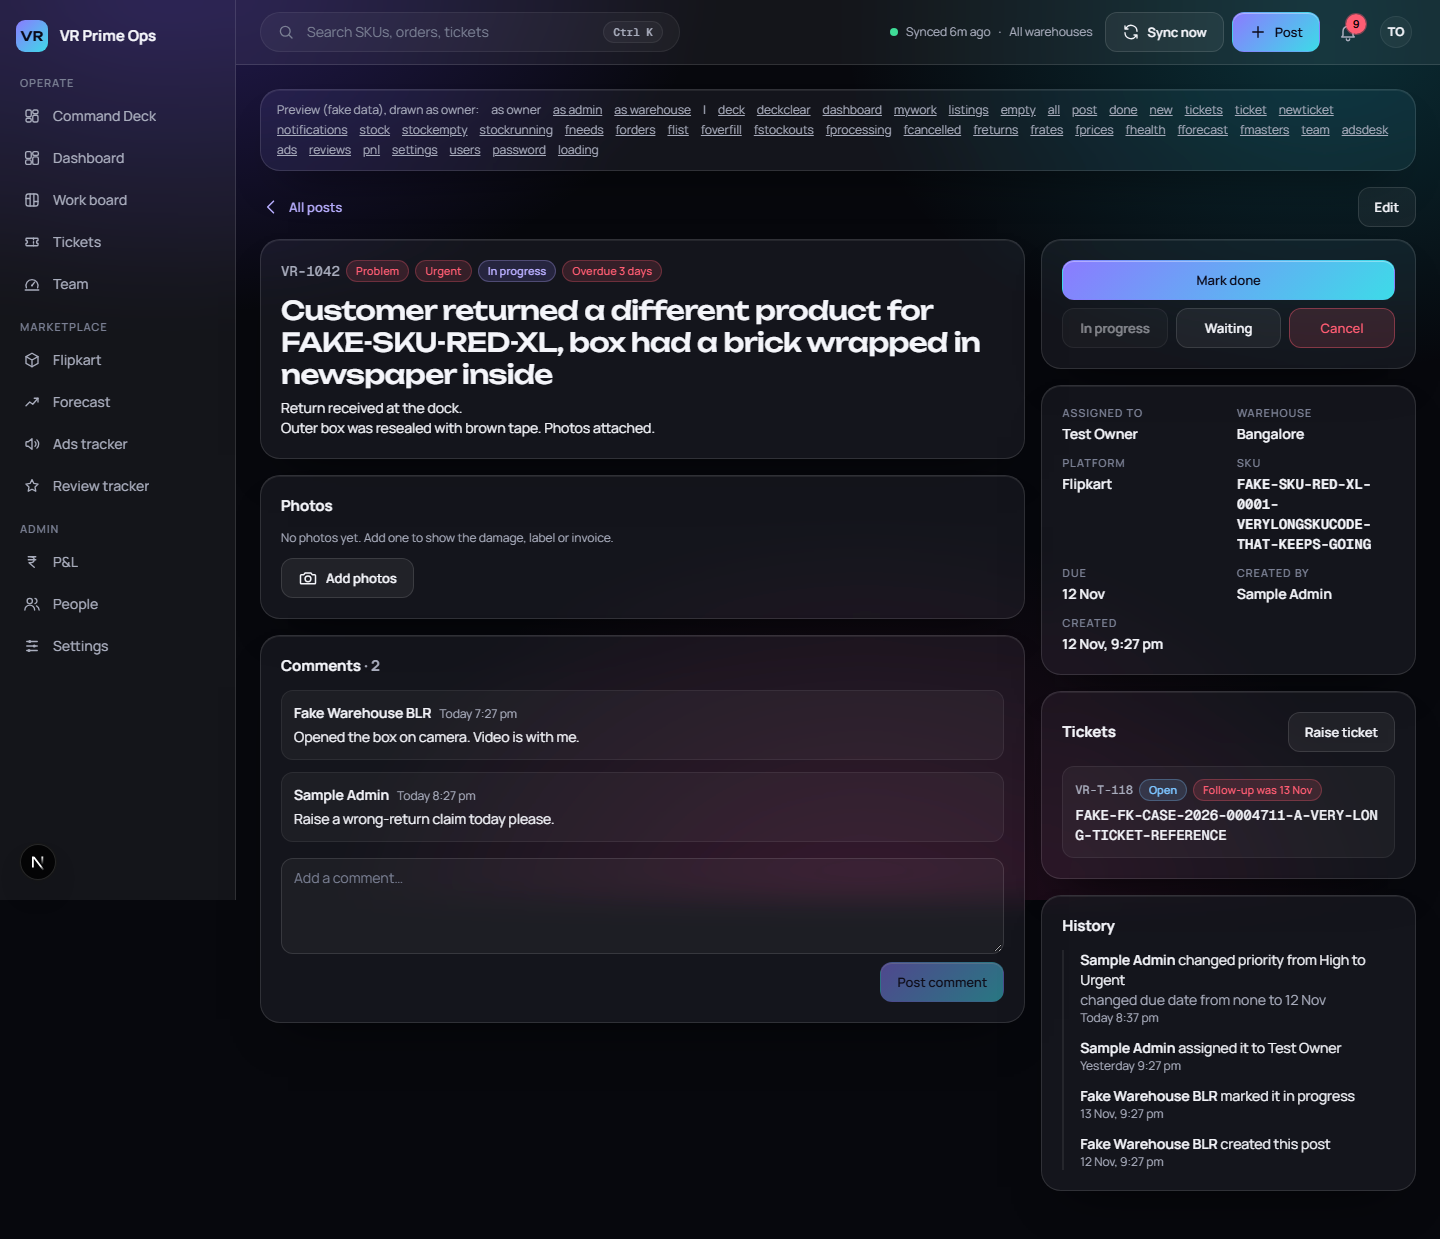 VR
VR Prime Ops
Search SKUs, orders, tickets
Ctrl K
Synced 6m ago · All warehouses
Sync now
+ Post
9
TO
OPERATE
Command Deck
Dashboard
Work board
Tickets
Team
MARKETPLACE
Flipkart
Forecast
Ads tracker
Review tracker
ADMIN
₹ P&L
People
Settings
N
Preview (fake data), drawn as owner: as owner as admin as warehouse | deck deckclear dashboard mywork listings empty all post done new tickets ticket newticket
notifications stock stockempty stockrunning fneeds forders flist foverfill fstockouts fprocessing fcancelled freturns frates fprices fhealth fforecast fmasters team adsdesk
ads reviews pnl settings users password loading
All posts
Edit
VR-1042 Problem Urgent In progress Overdue 3 days
Customer returned a different product for
FAKE-SKU-RED-XL, box had a brick wrapped in
newspaper inside
Return received at the dock.
Outer box was resealed with brown tape. Photos attached.
Photos
No photos yet. Add one to show the damage, label or invoice.
Add photos
Comments · 2
Fake Warehouse BLR Today 7:27 pm
Opened the box on camera. Video is with me.
Sample Admin Today 8:27 pm
Raise a wrong-return claim today please.
Add a comment...
Post comment
Mark done
In progress
Waiting
Cancel
ASSIGNED TO
Test Owner
WAREHOUSE
Bangalore
PLATFORM
Flipkart
SKU
FAKE-SKU-RED-XL-
0001-
VERYLONGSKUCODE-
THAT-KEEPS-GOING
DUE
12 Nov
CREATED BY
Sample Admin
CREATED
12 Nov, 9:27 pm
Tickets
Raise ticket
VR-T-118 Open Follow-up was 13 Nov
FAKE-FK-CASE-2026-0004711-A-VERY-LON
G-TICKET-REFERENCE
History
Sample Admin changed priority from High to
Urgent
changed due date from none to 12 Nov
Today 8:37 pm
Sample Admin assigned it to Test Owner
Yesterday 9:27 pm
Fake Warehouse BLR marked it in progress
13 Nov, 9:27 pm
Fake Warehouse BLR created this post
12 Nov, 9:27 pm